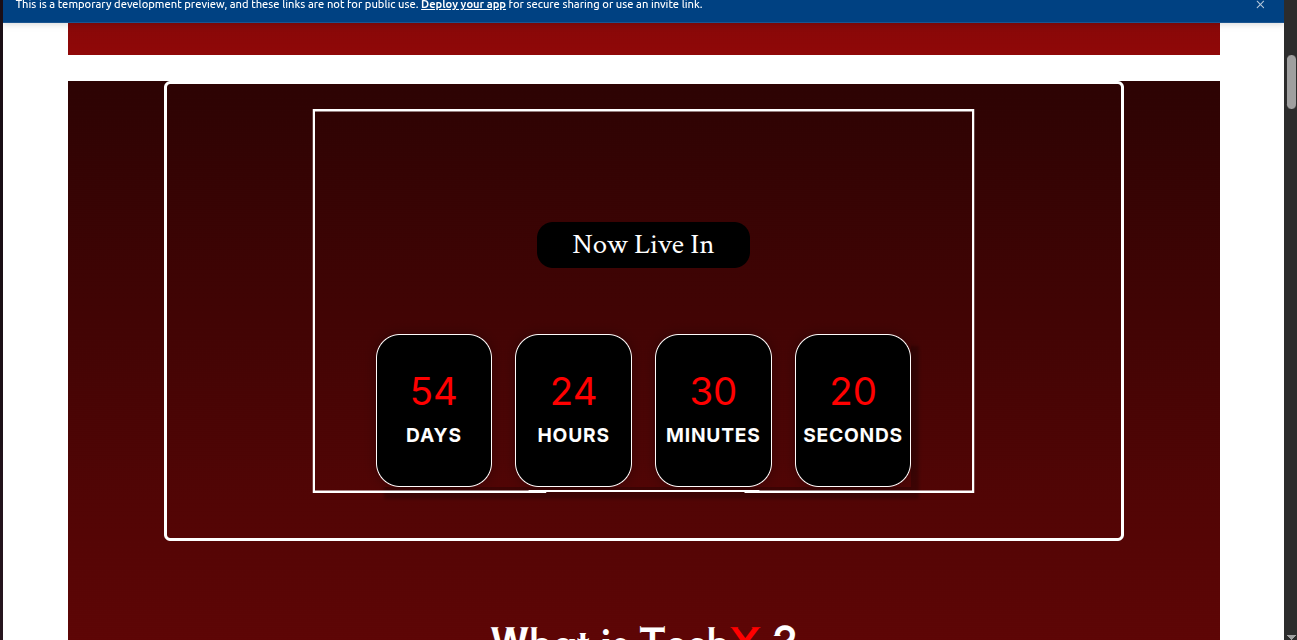 This is a temporary development preview, and these links are not for public use. Deploy your app for secure sharing or use an invite link.
Now Live In
54 24 30 20
DAYS HOURS MINUTES SECONDS
What is TechX ?